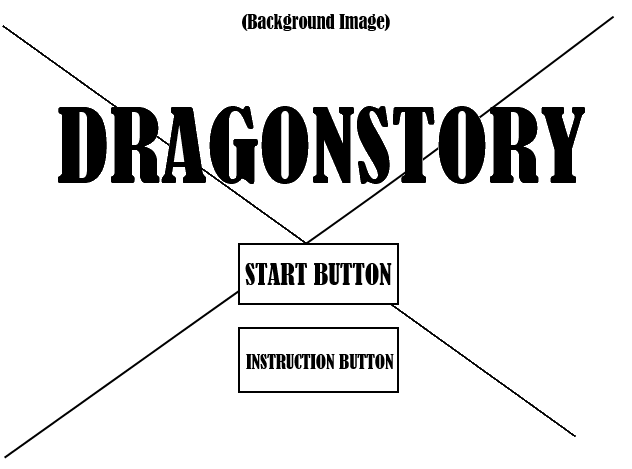 (Background Image)
DRAGONSTORY
START BUTTON
INSTRUCTION BUTTON